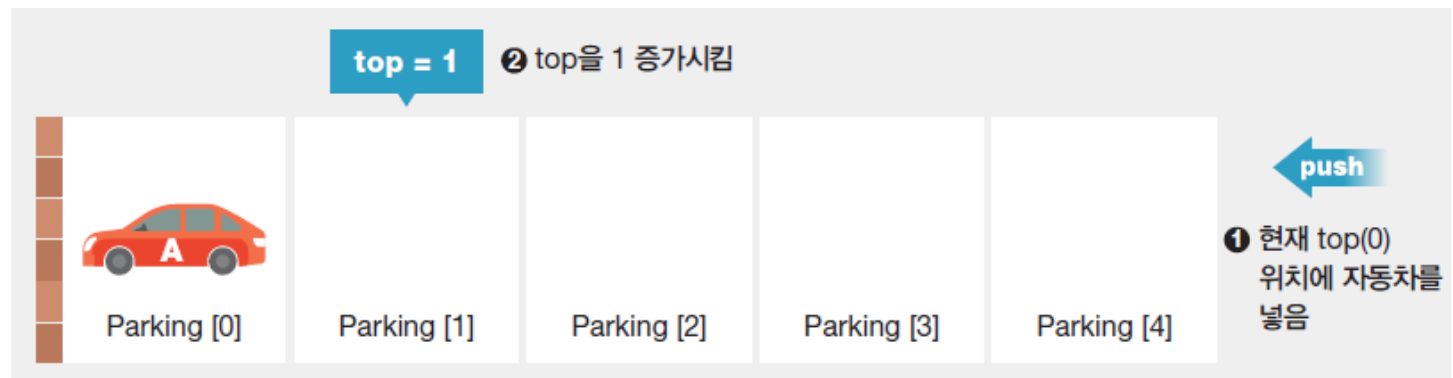 top = 1
❷ top을 1 증가시킴
push
❶ 현재 top(0)
위치에 자동차를
넣음
A
Parking [0]
Parking [1]
Parking [2]
Parking [3]
Parking [4]